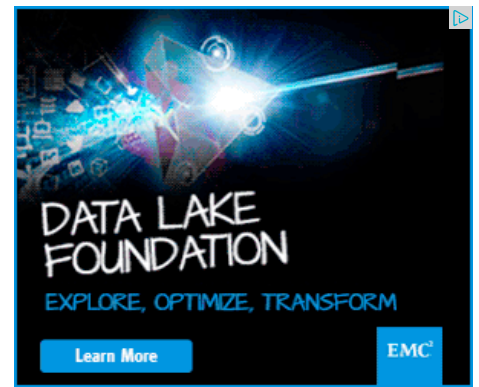 DATA LAKE
FOUNDATION
EXPLORE, OPTIMIZE, TRANSFORM
Learn More
EMC²